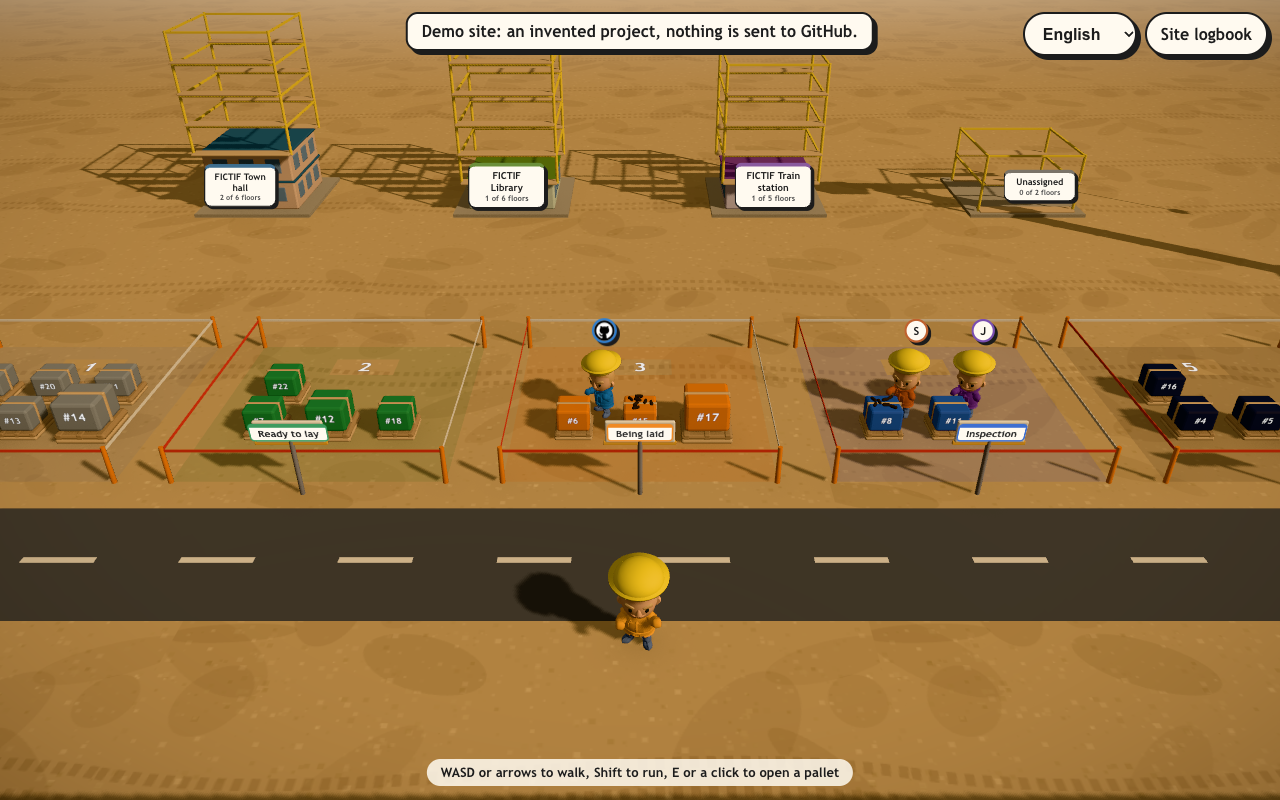 Demo site: an invented project, nothing is sent to GitHub.
English
Site logbook
FICTIF Town
hall
2 of 6 floors
FICTIF
Library
1 of 6 floors
FICTIF Train
station
1 of 5 floors
Unassigned
0 of 2 floors
S
J
1
2
3
5
#20
#13
#14
#22
#12
#18
Ready to lay
#6
#17
Being laid
#8
Inspection
#16
#4
#5
WASD or arrows to walk, Shift to run, E or a click to open a pallet